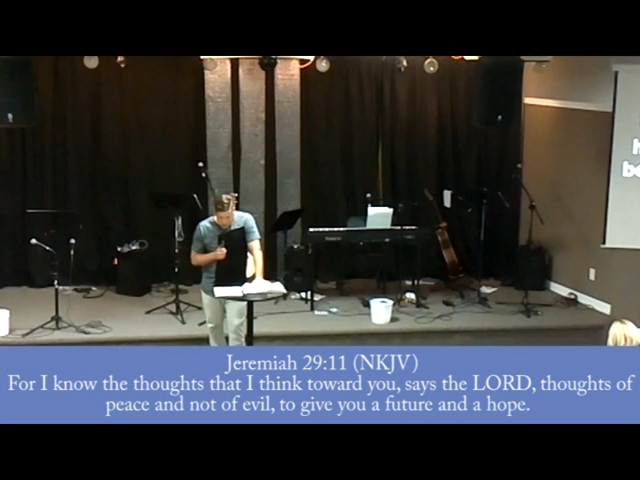 Jeremiah 29:11 (NKJV)
For I know the thoughts that I think toward you, says the LORD, thoughts of
peace and not of evil, to give you a future and a hope.